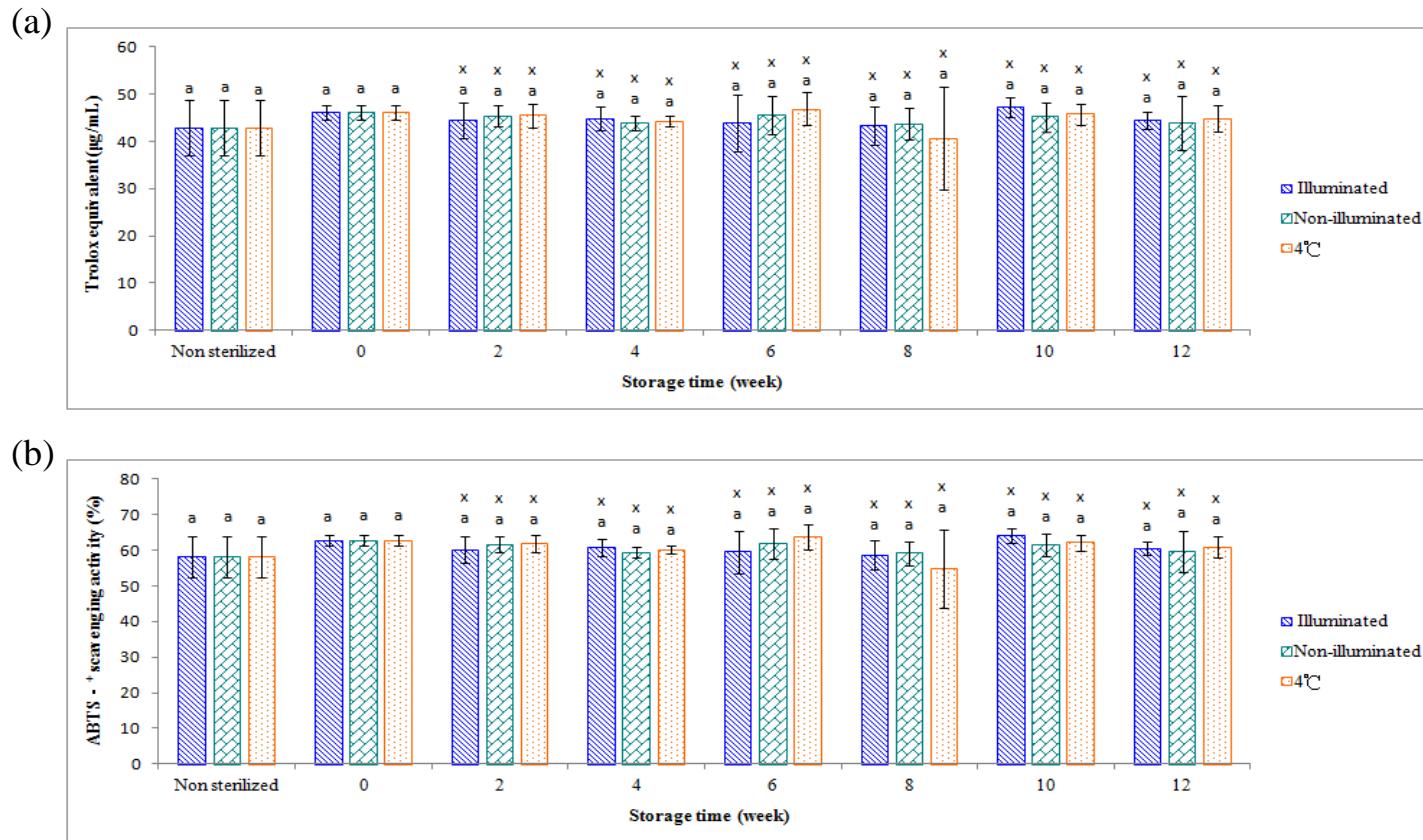 (a)
60
50
40
30
20
10
0
Trolox equivalent(μg/mL)
x x x x x x x x x x x x x x x x x x
a a a a a a a a a a a a a a a a a a a a a a a a
Non sterilized 0 2 4 6 8 10 12
Storage time (week)
Illuminated
Non-illuminated
4℃
(b)
80
70
60
50
40
30
20
10
0
ABTS - +scavenging activity (%)
x x x x x x x x x x x x x x x x x x
a a a a a a a a a a a a a a a a a a a a a a a a
Non sterilized 0 2 4 6 8 10 12
Storage time (week)
Illuminated
Non-illuminated
4℃